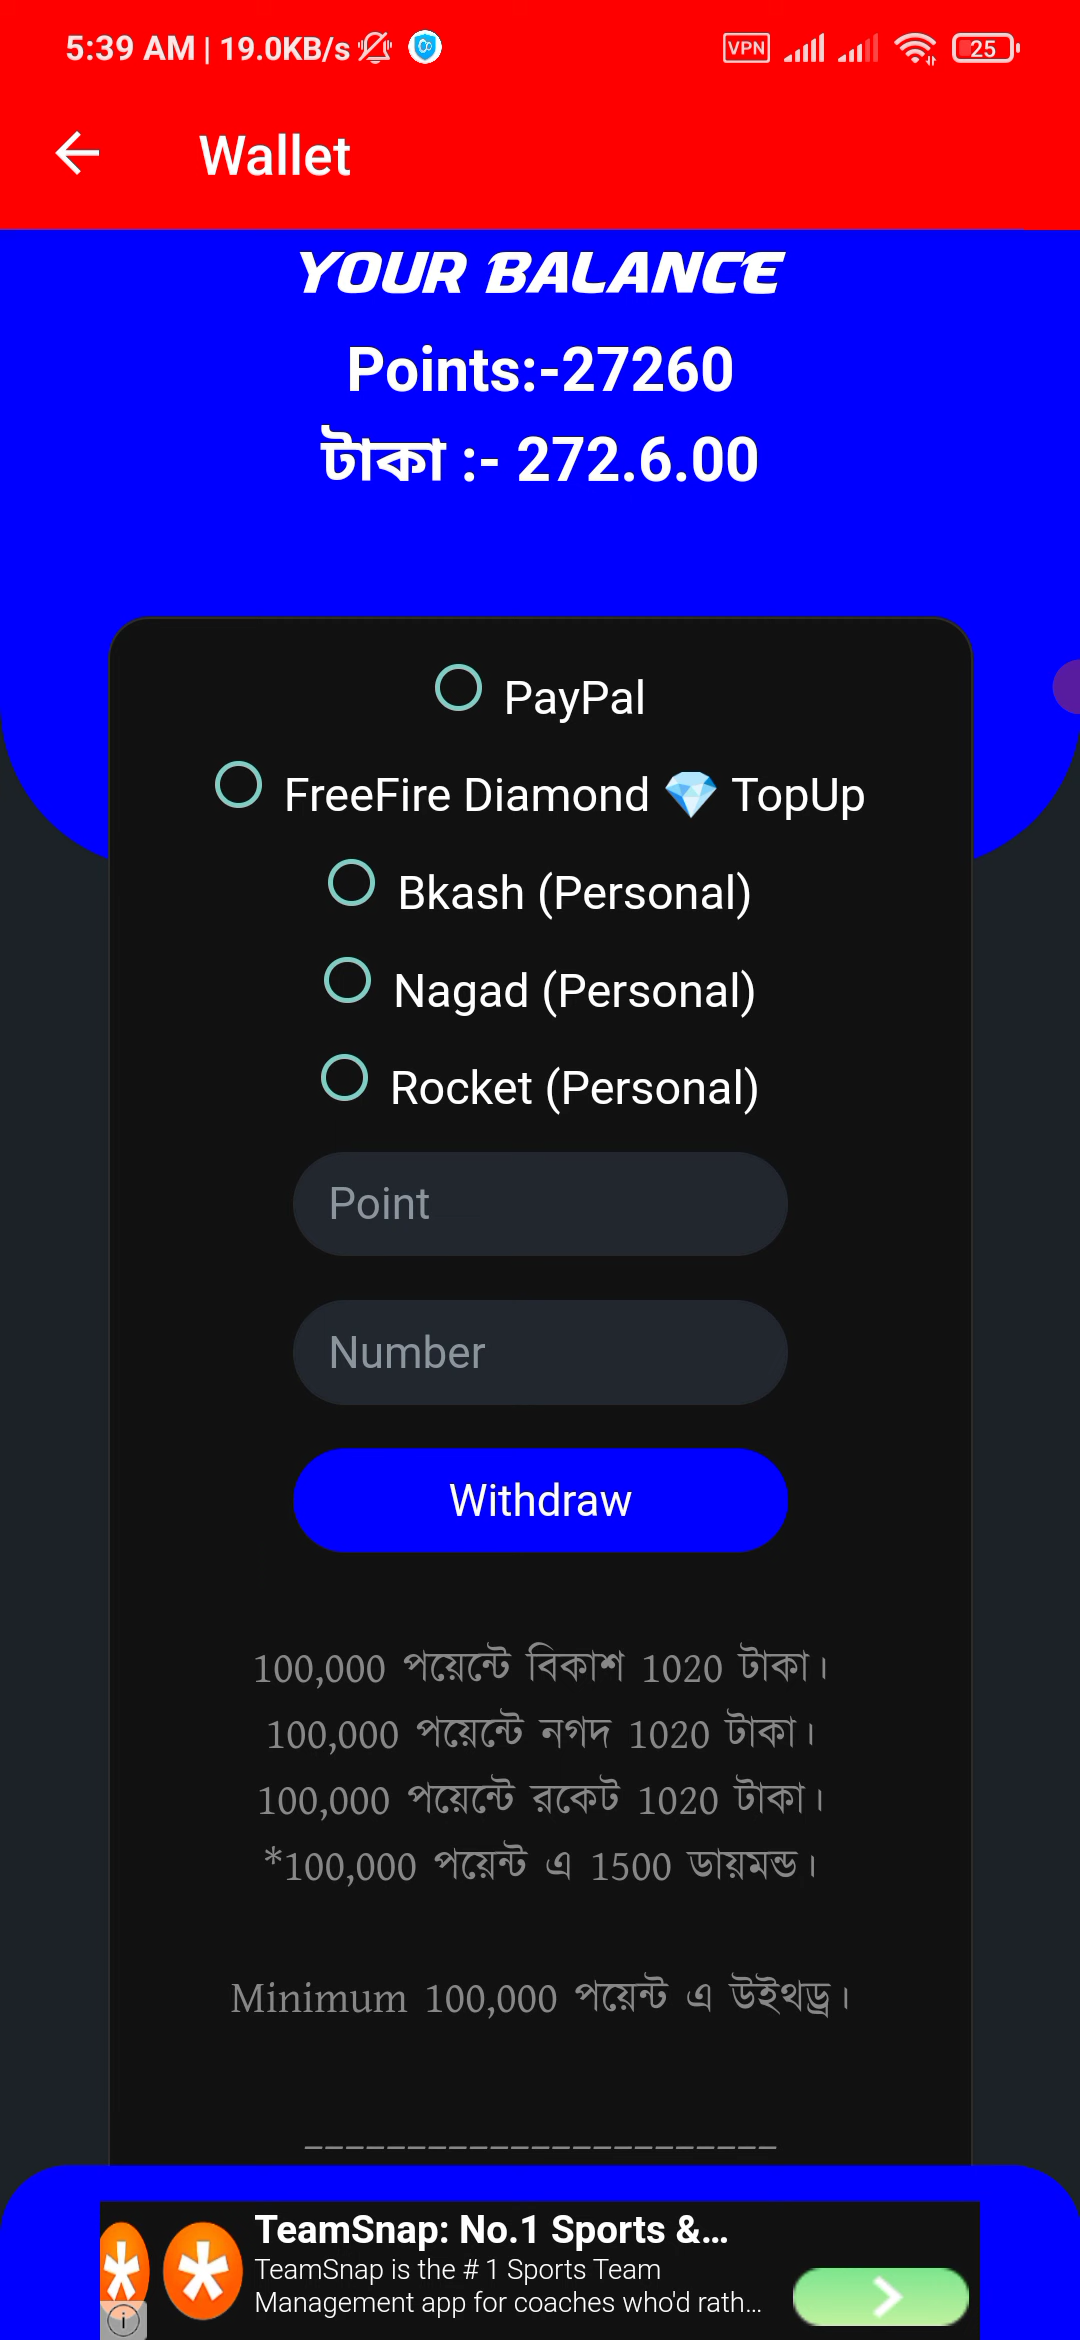 5:39 AM | 19.0KB/s
VPN
25
Wallet
YOUR BALANCE
Points:-27260
টাকা :- 272.6.00
PayPal
FreeFire Diamond 💎 TopUp
Bkash (Personal)
Nagad (Personal)
Rocket (Personal)
Point
Number
Withdraw
100,000 পয়েন্টে বিকাশ 1020 টাকা।
100,000 পয়েন্টে নগদ 1020 টাকা।
100,000 পয়েন্টে রকেট 1020 টাকা।
*100,000 পয়েন্ট এ 1500 ডায়মন্ড।
Minimum 100,000 পয়েন্ট এ উইথড্র।
_______________________
TeamSnap: No.1 Sports &...
TeamSnap is the # 1 Sports Team
Management app for coaches who'd rath...